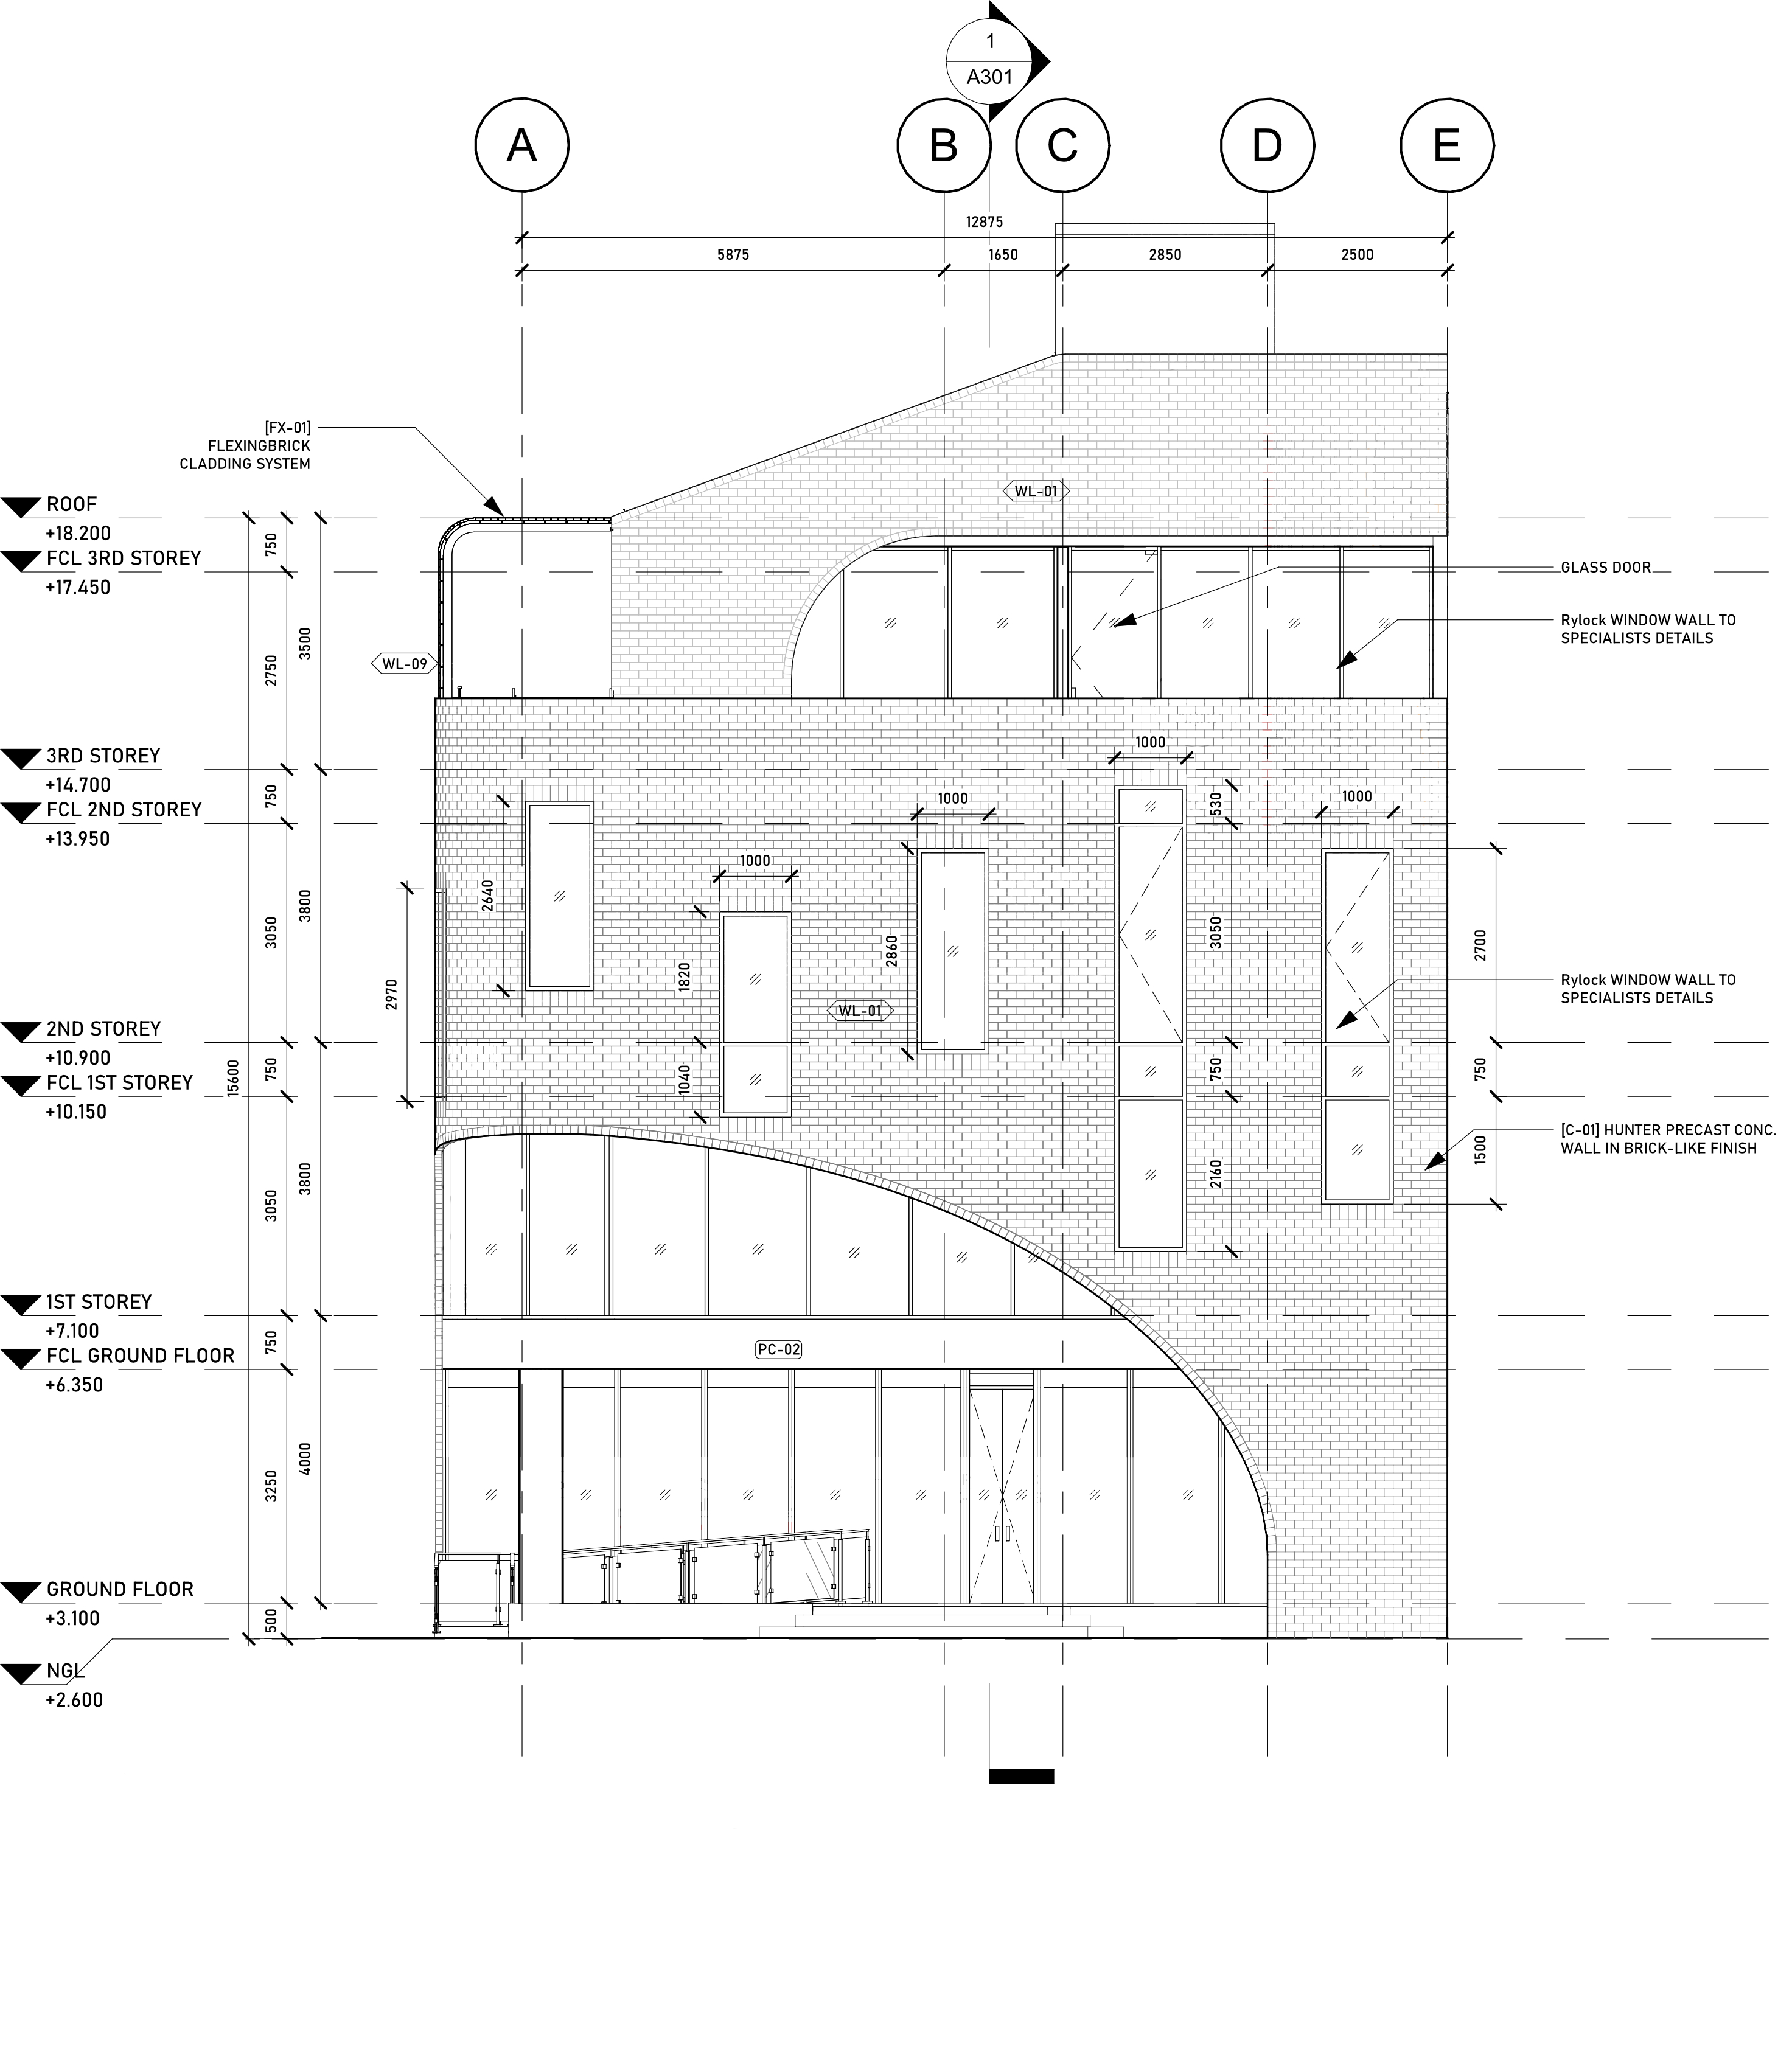 1
A301
A
B
C
D
E
12875
5875
1650
2850
2500
[FX-01]
FLEXINGBRICK
CLADDING SYSTEM
WL-01
ROOF
+18.200
FCL 3RD STOREY
+17.450
750
3500
2750
WL-09
GLASS DOOR
Rylock WINDOW WALL TO
SPECIALISTS DETAILS
3RD STOREY
+14.700
FCL 2ND STOREY
+13.950
750
3800
3050
2970
2640
1000
1820
1040
1000
2860
WL-01
1000
530
3050
750
2160
1000
2700
750
1500
Rylock WINDOW WALL TO
SPECIALISTS DETAILS
[C-01] HUNTER PRECAST CONC.
WALL IN BRICK-LIKE FINISH
2ND STOREY
+10.900
FCL 1ST STOREY
+10.150
15600
750
3800
3050
1ST STOREY
+7.100
FCL GROUND FLOOR
+6.350
750
PC-02
4000
3250
GROUND FLOOR
+3.100
500
NGL
+2.600